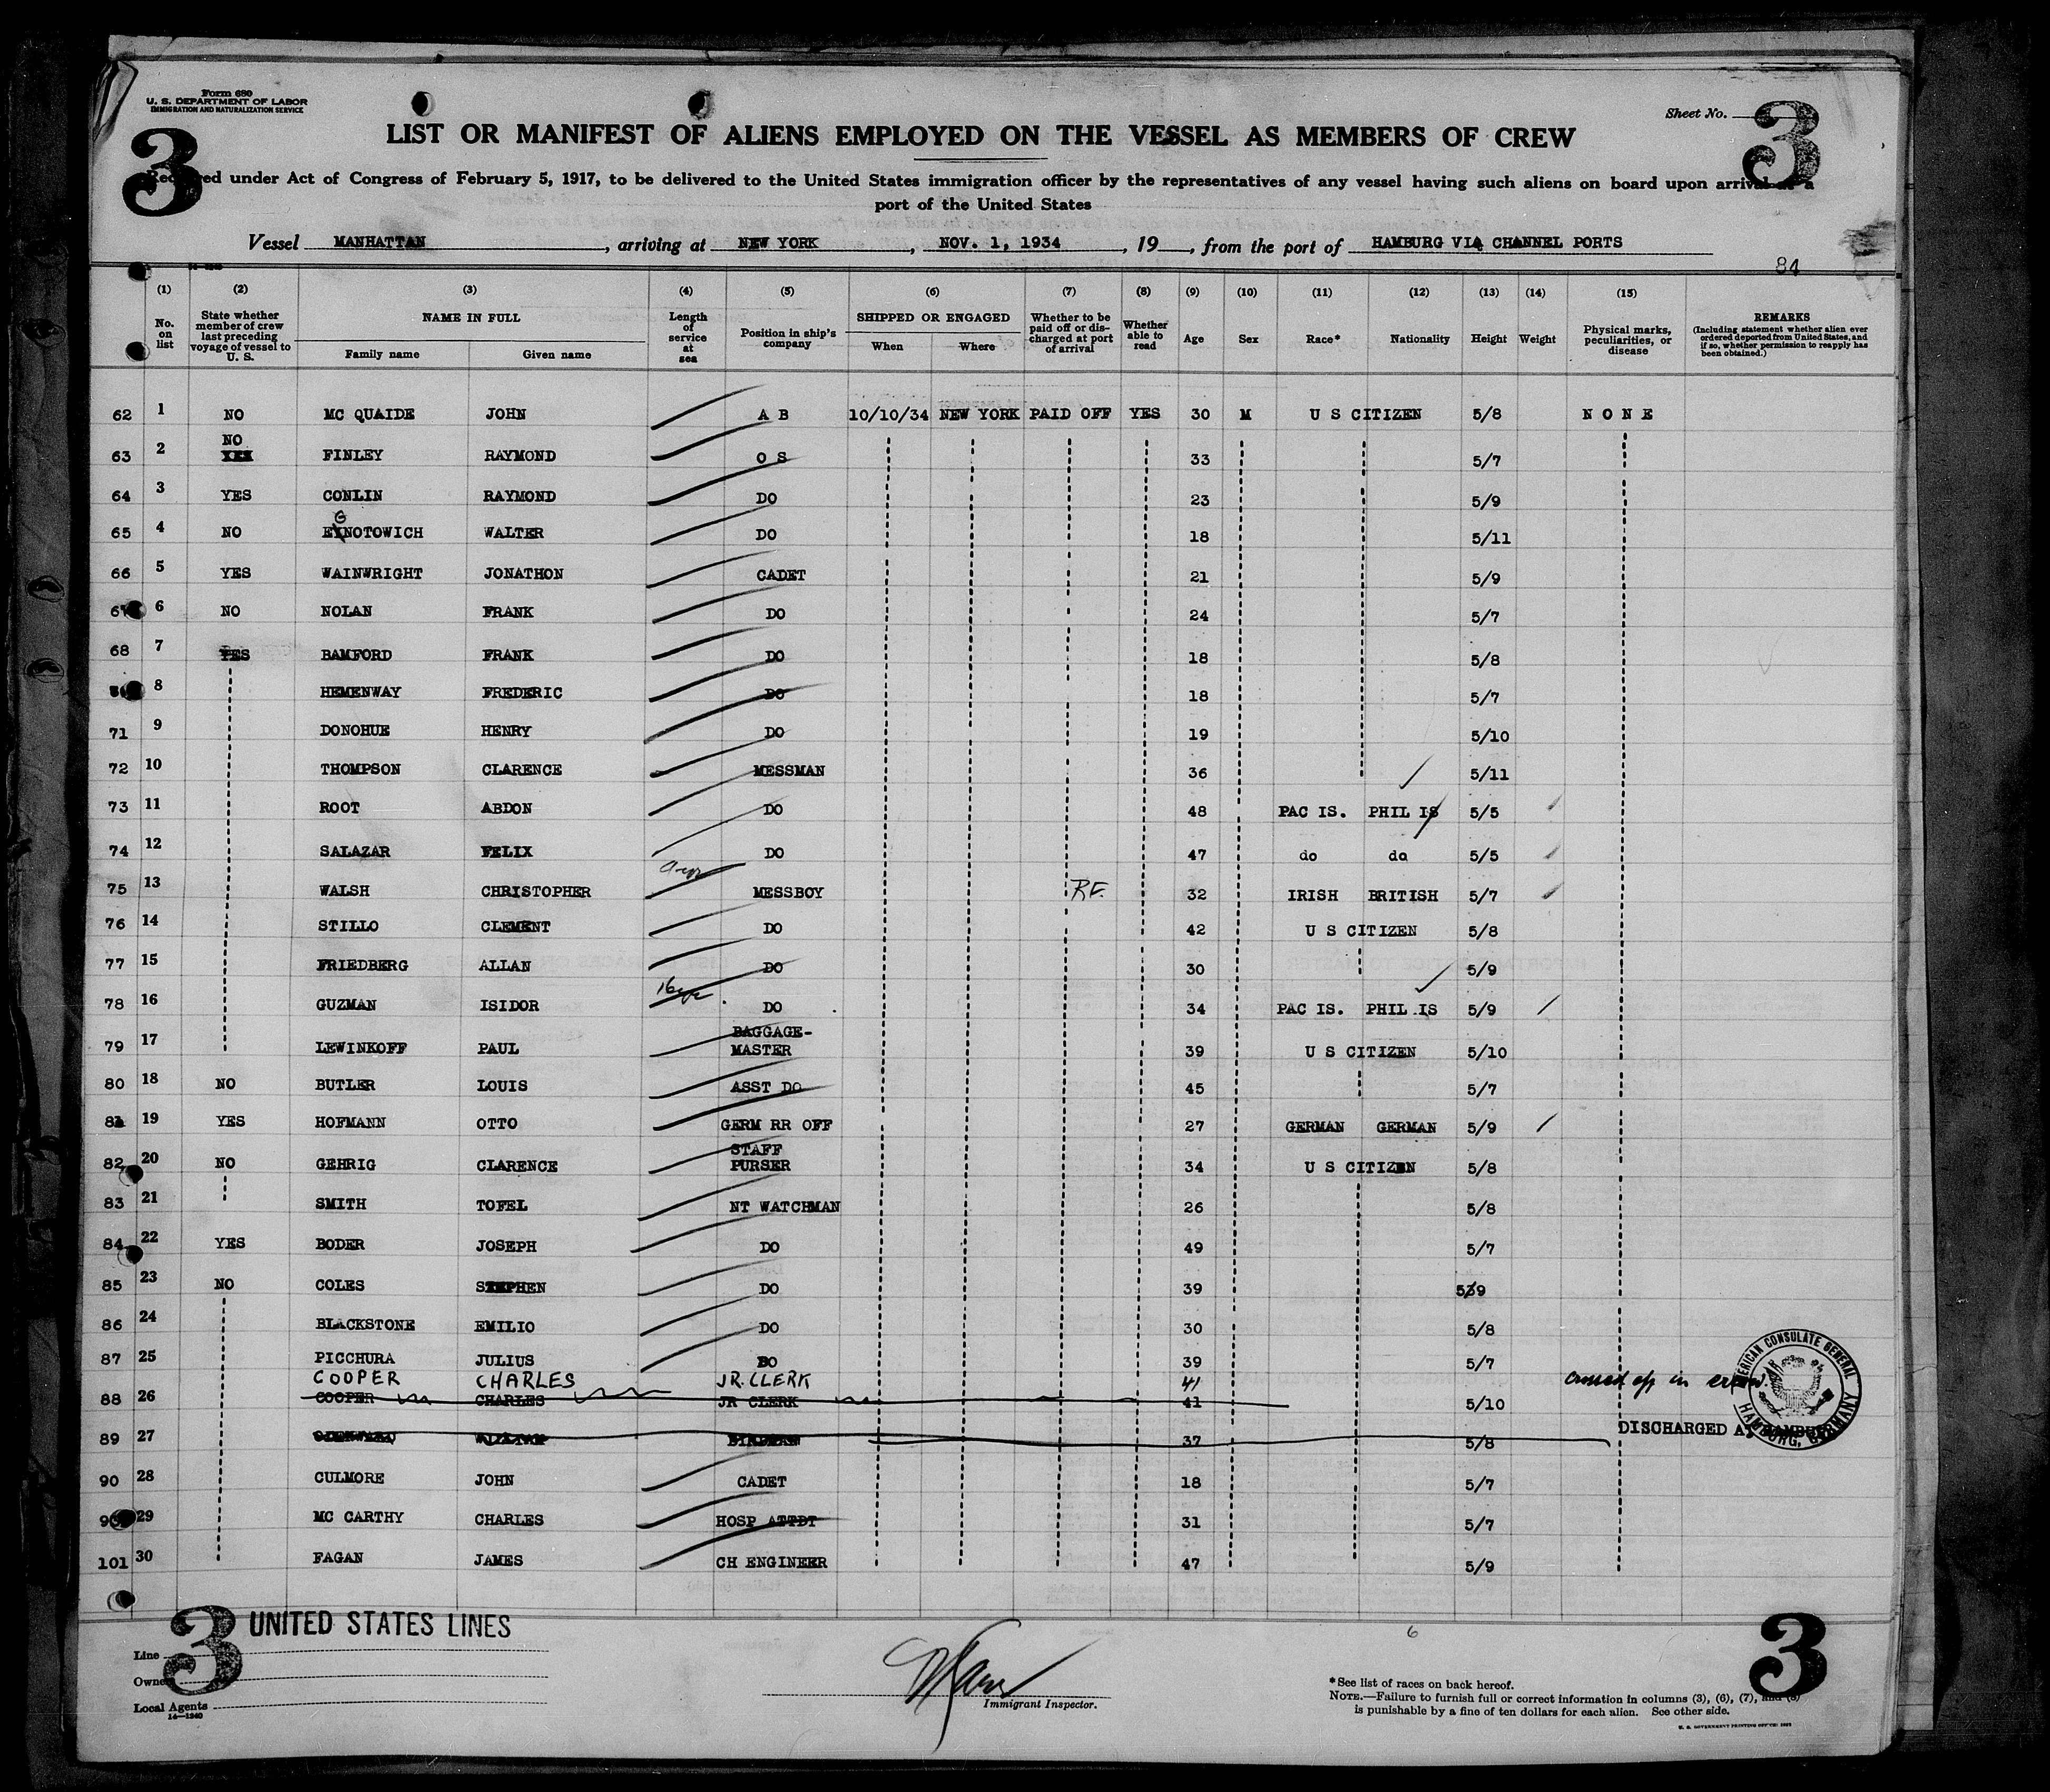 Form 680
U. S. DEPARTMENT OF LABOR
IMMIGRATION AND NATURALIZATION SERVICE
Sheet No. 3
3
LIST OR MANIFEST OF ALIENS EMPLOYED ON THE VESSEL AS MEMBERS OF CREW
Required under Act of Congress of February 5, 1917, to be delivered to the United States immigration officer by the representatives of any vessel having such aliens on board upon arrival at a
port of the United States
Vessel MANHATTAN, arriving at NEW YORK, NOV. 1, 1934, 19, from the port of HAMBURG VIA CHANNEL PORTS
84
(1) (2) (3) (4) (5) (6) (7) (8) (9) (10) (11) (12) (13) (14) (15)
No. on list State whether member of crew last preceding voyage of vessel to U. S. NAME IN FULL Family name Given name Length of service at sea Position in ship's company SHIPPED OR ENGAGED When Where Whether to be paid off or discharged at port of arrival Whether able to read Age Sex Race* Nationality Height Weight Physical marks, peculiarities, or disease REMARKS (Including statement whether alien ever ordered deported from United States, and if so, whether permission to reapply has been obtained.)
62 1 NO MC QUAIDE JOHN A B 10/10/34 NEW YORK PAID OFF YES 30 M U S CITIZEN 5/8 N O N E
63 2 NO FINLEY RAYMOND O S 33 5/7
64 3 YES CONLIN RAYMOND DO 23 5/9
65 4 NO EGNOTOWICH WALTER DO 18 5/11
66 5 YES WAINWRIGHT JONATHON CADET 21 5/9
67 6 NO NOLAN FRANK DO 24 5/7
68 7 YES BAMFORD FRANK DO 18 5/8
8 HEMENWAY FREDERIC DO 18 5/7
71 9 DONOHUE HENRY DO 19 5/10
72 10 THOMPSON CLARENCE MESSMAN 36 5/11
73 11 ROOT ABDON DO 48 PAC IS. PHIL IS 5/5
74 12 SALAZAR FELIX DO 47 do do 5/5
75 13 WALSH CHRISTOPHER MESSBOY RF. 32 IRISH BRITISH 5/7
76 14 STILLO CLEMENT DO 42 U S CITIZEN 5/8
77 15 FRIEDBERG ALLAN DO 30 5/9
78 16 GUZMAN ISIDOR DO 34 PAC IS. PHIL.IS 5/9
79 17 LEWINKOFF PAUL BAGGAGE-MASTER 39 U S CITIZEN 5/10
80 18 NO BUTLER LOUIS ASST DO 45 5/7
81 19 YES HOFMANN OTTO GERM RR OFF 27 GERMAN GERMAN 5/9
82 20 NO GEHRIG CLARENCE STAFF PURSER 34 U S CITIZEN 5/8
83 21 SMITH TOFEL NT WATCHMAN 26 5/8
84 22 YES BODER JOSEPH DO 49 5/7
85 23 NO COLES STEPHEN DO 39 5/9
86 24 BLACKSTONE EMILIO DO 30 5/8
87 25 PICCHURA JULIUS DO 39 5/7
COOPER CHARLES JR. CLERK 41 crossed off in error.
88 26 COOPER CHARLES JR CLERK 41 5/10
89 27 37 5/8 DISCHARGED AT HAMBURG
AMERICAN CONSULATE GENERAL HAMBURG, GERMANY
90 28 CULMORE JOHN CADET 18 5/7
29 MC CARTHY CHARLES HOSP ATTDT 31 5/7
101 30 FAGAN JAMES CH ENGINEER 47 5/9
3 UNITED STATES LINES
Line
Owner
Local Agents
14—1240
Immigrant Inspector.
6
3
*See list of races on back hereof.
NOTE.—Failure to furnish full or correct information in columns (3), (6), (7), and (8)
is punishable by a fine of ten dollars for each alien. See other side.